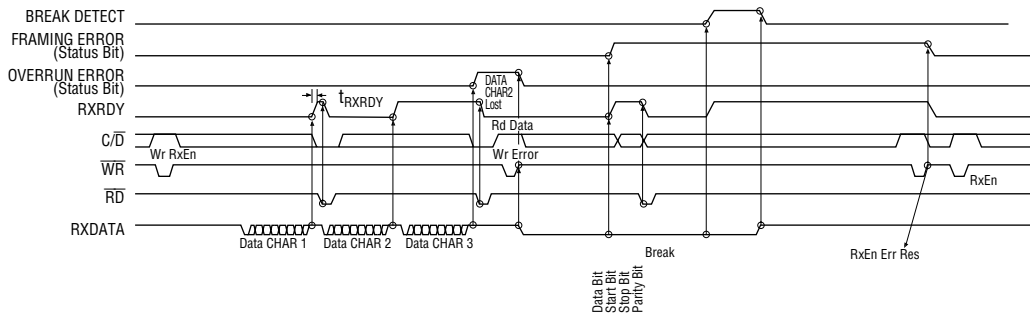 BREAK DETECT
FRAMING ERROR
(Status Bit)
OVERRUN ERROR
(Status Bit)
DATA
CHAR2
Lost
tRXRDY
RXRDY
Rd Data
C/D̅
Wr RxEn
Wr Error
W̅R̅
RxEn
R̅D̅
RXDATA
Data CHAR 1
Data CHAR 2
Data CHAR 3
Break
RxEn Err Res
Data Bit
Start Bit
Stop Bit
Parity Bit